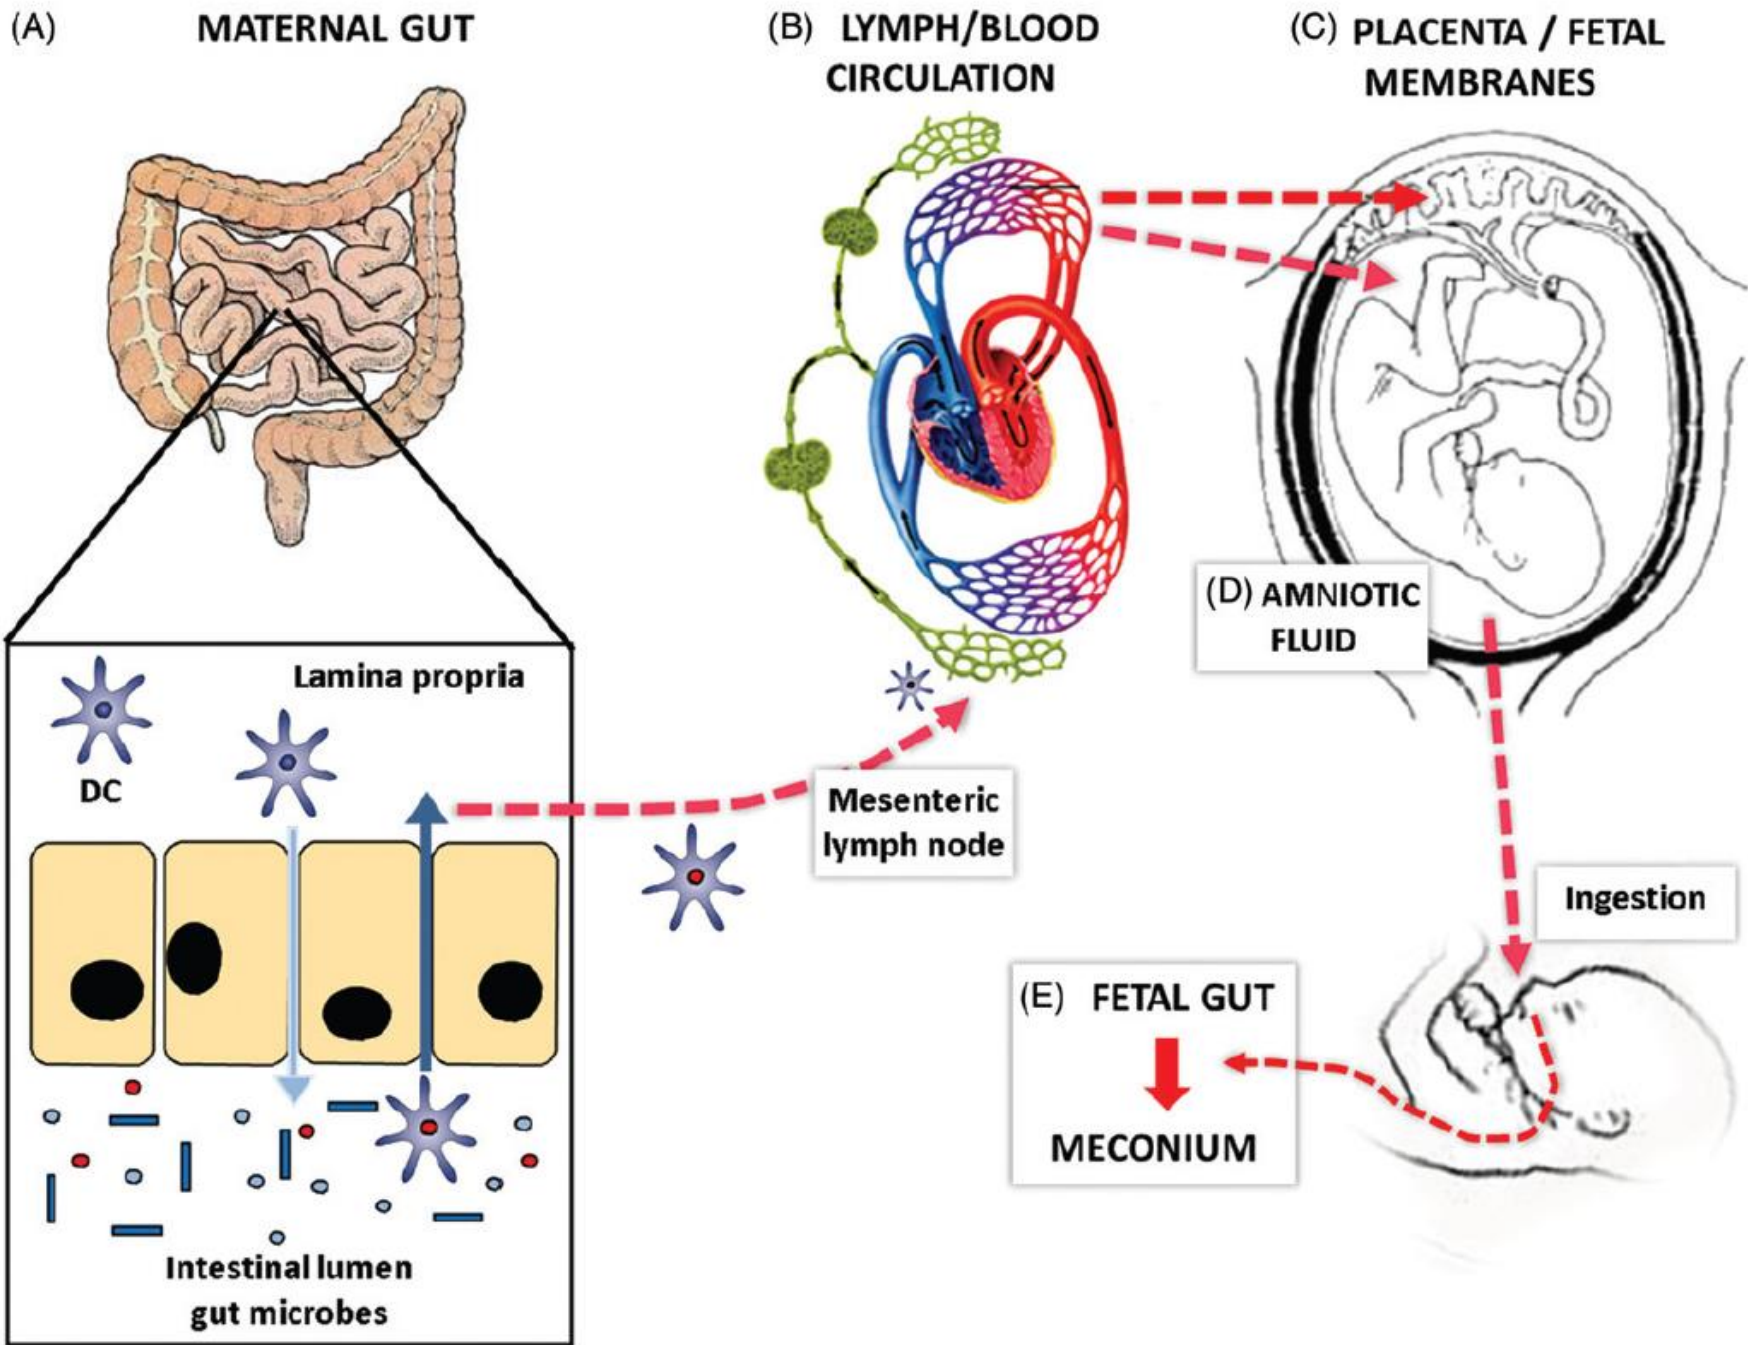 (A) MATERNAL GUT
(B) LYMPH/BLOOD
CIRCULATION
(C) PLACENTA / FETAL
MEMBRANES
Lamina propria
DC
Mesenteric
lymph node
Intestinal lumen
gut microbes
(D) AMNIOTIC
FLUID
Ingestion
(E) FETAL GUT
MECONIUM